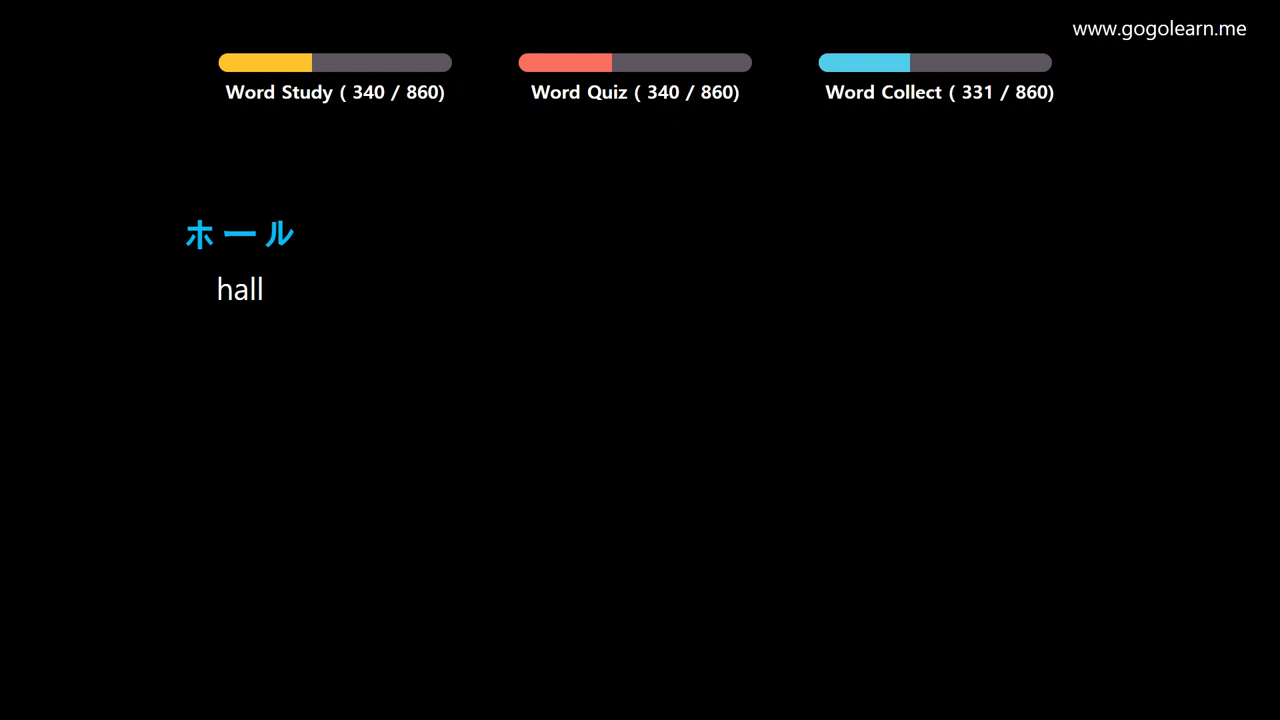 www.gogolearn.me
Word Study ( 340 / 860)
Word Quiz ( 340 / 860)
Word Collect ( 331 / 860)
ホール
hall